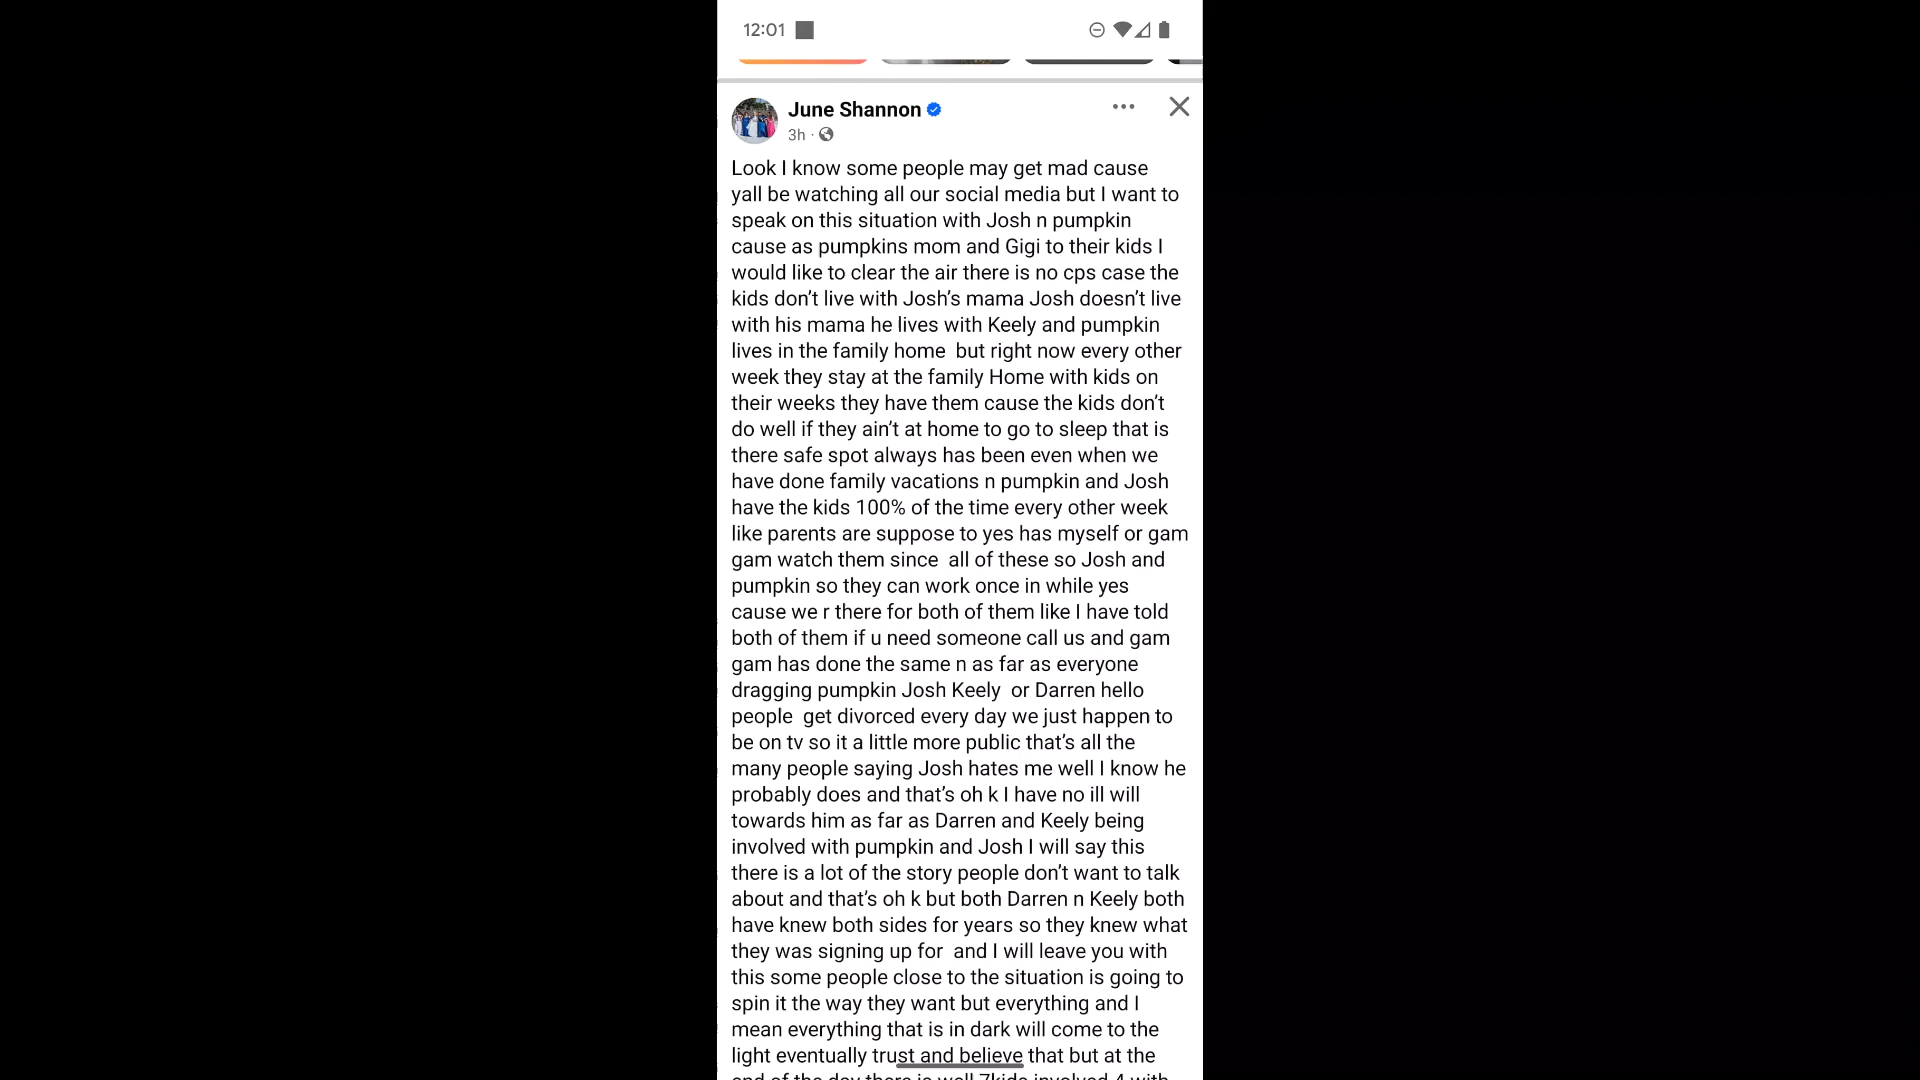 12:01
June Shannon
3h ·
Look I know some people may get mad cause
yall be watching all our social media but I want to
speak on this situation with Josh n pumpkin
cause as pumpkins mom and Gigi to their kids I
would like to clear the air there is no cps case the
kids don’t live with Josh’s mama Josh doesn’t live
with his mama he lives with Keely and pumpkin
lives in the family home  but right now every other
week they stay at the family Home with kids on
their weeks they have them cause the kids don’t
do well if they ain’t at home to go to sleep that is
there safe spot always has been even when we
have done family vacations n pumpkin and Josh
have the kids 100% of the time every other week
like parents are suppose to yes has myself or gam
gam watch them since  all of these so Josh and
pumpkin so they can work once in while yes
cause we r there for both of them like I have told
both of them if u need someone call us and gam
gam has done the same n as far as everyone
dragging pumpkin Josh Keely  or Darren hello
people  get divorced every day we just happen to
be on tv so it a little more public that’s all the
many people saying Josh hates me well I know he
probably does and that’s oh k I have no ill will
towards him as far as Darren and Keely being
involved with pumpkin and Josh I will say this
there is a lot of the story people don’t want to talk
about and that’s oh k but both Darren n Keely both
have knew both sides for years so they knew what
they was signing up for  and I will leave you with
this some people close to the situation is going to
spin it the way they want but everything and I
mean everything that is in dark will come to the
light eventually trust and believe that but at the
end of the day there is well 7kids involved 4 with